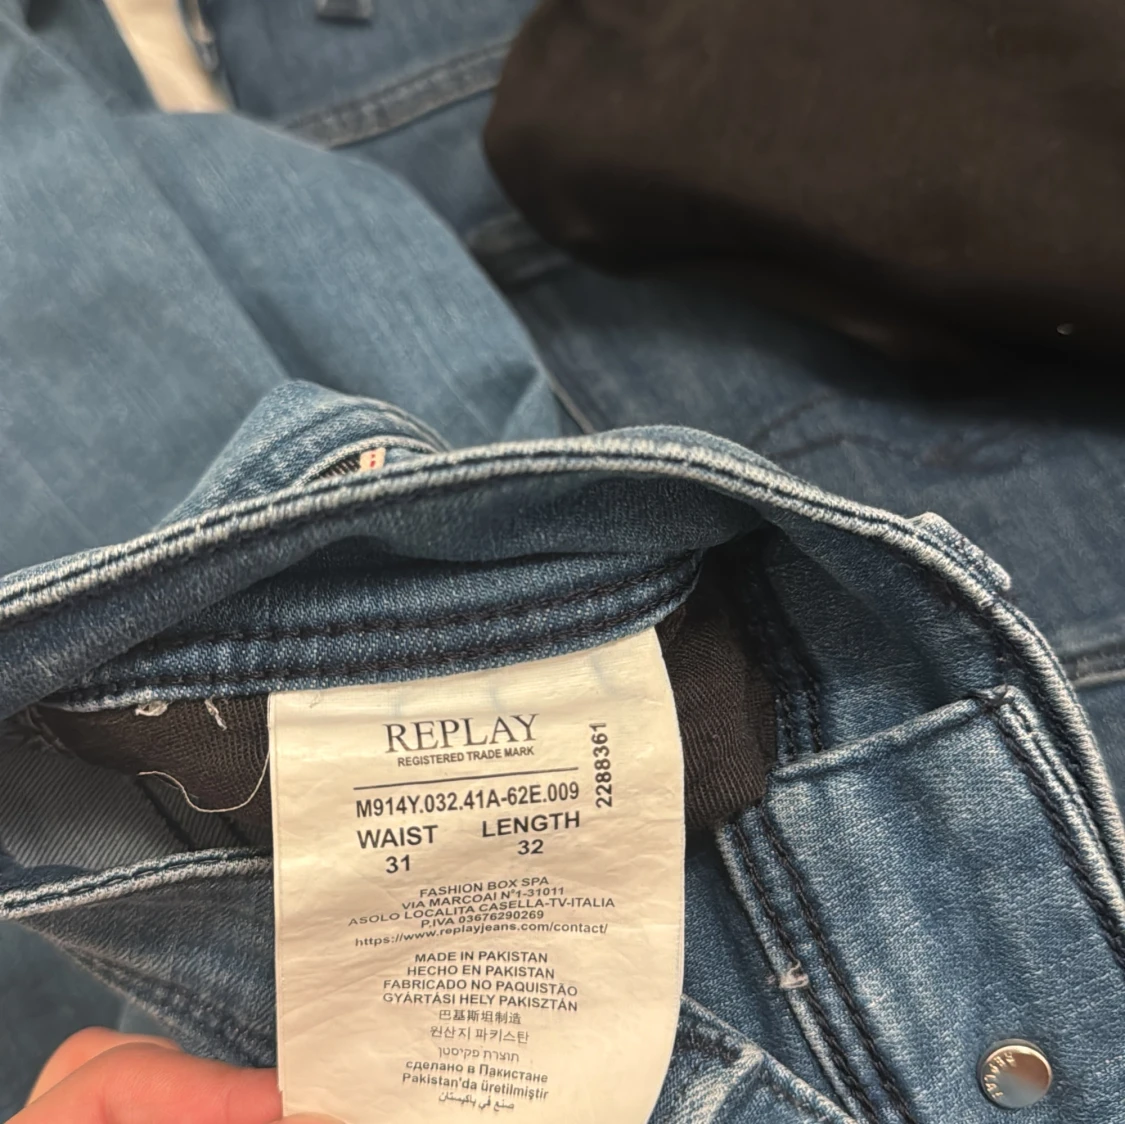 REPLAY
REGISTERED TRADE MARK
2288361
M914Y.032.41A-62E.009
WAIST LENGTH
31 32
FASHION BOX SPA
VIA MARCOAI N°1-31011
ASOLO LOCALITA CASELLA-TV-ITALIA
P.IVA 03676290269
https://www.replayjeans.com/contact/
MADE IN PAKISTAN
HECHO EN PAKISTAN
FABRICADO NO PAQUISTÃO
GYÁRTÁSI HELY PAKISZTÁN
巴基斯坦制造
원산지 파키스탄
תוצרת פקיסטן
сделано в Пакистане
Pakistan'da üretilmiştir
صنع في باكستان
REPLAY